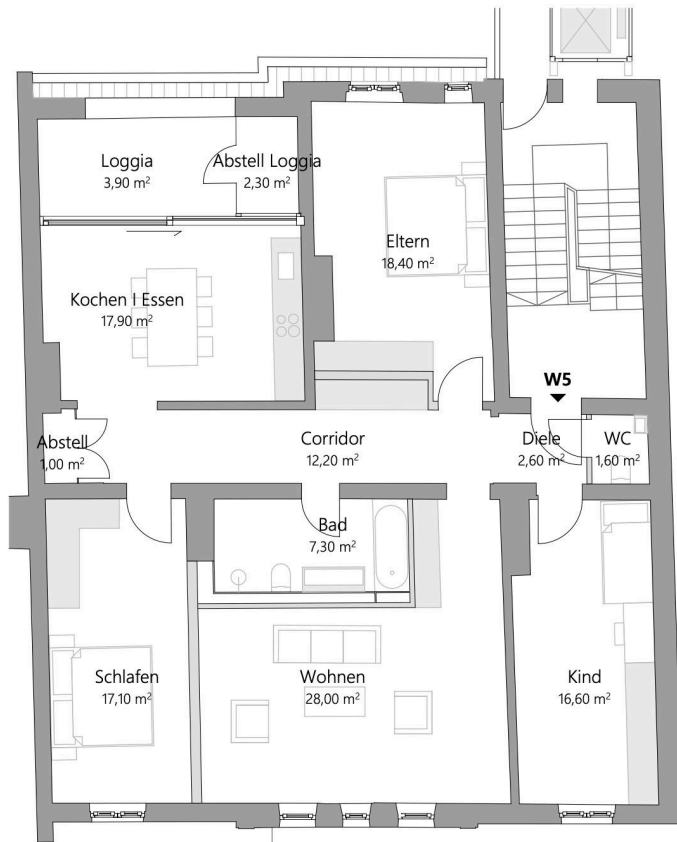 Loggia
3,90 m²
Abstell Loggia
2,30 m²
Eltern
18,40 m²
Kochen I Essen
17,90 m²
W5
Abstell
1,00 m²
Corridor
12,20 m²
Diele
2,60 m²
WC
1,60 m²
Bad
7,30 m²
Schlafen
17,10 m²
Wohnen
28,00 m²
Kind
16,60 m²